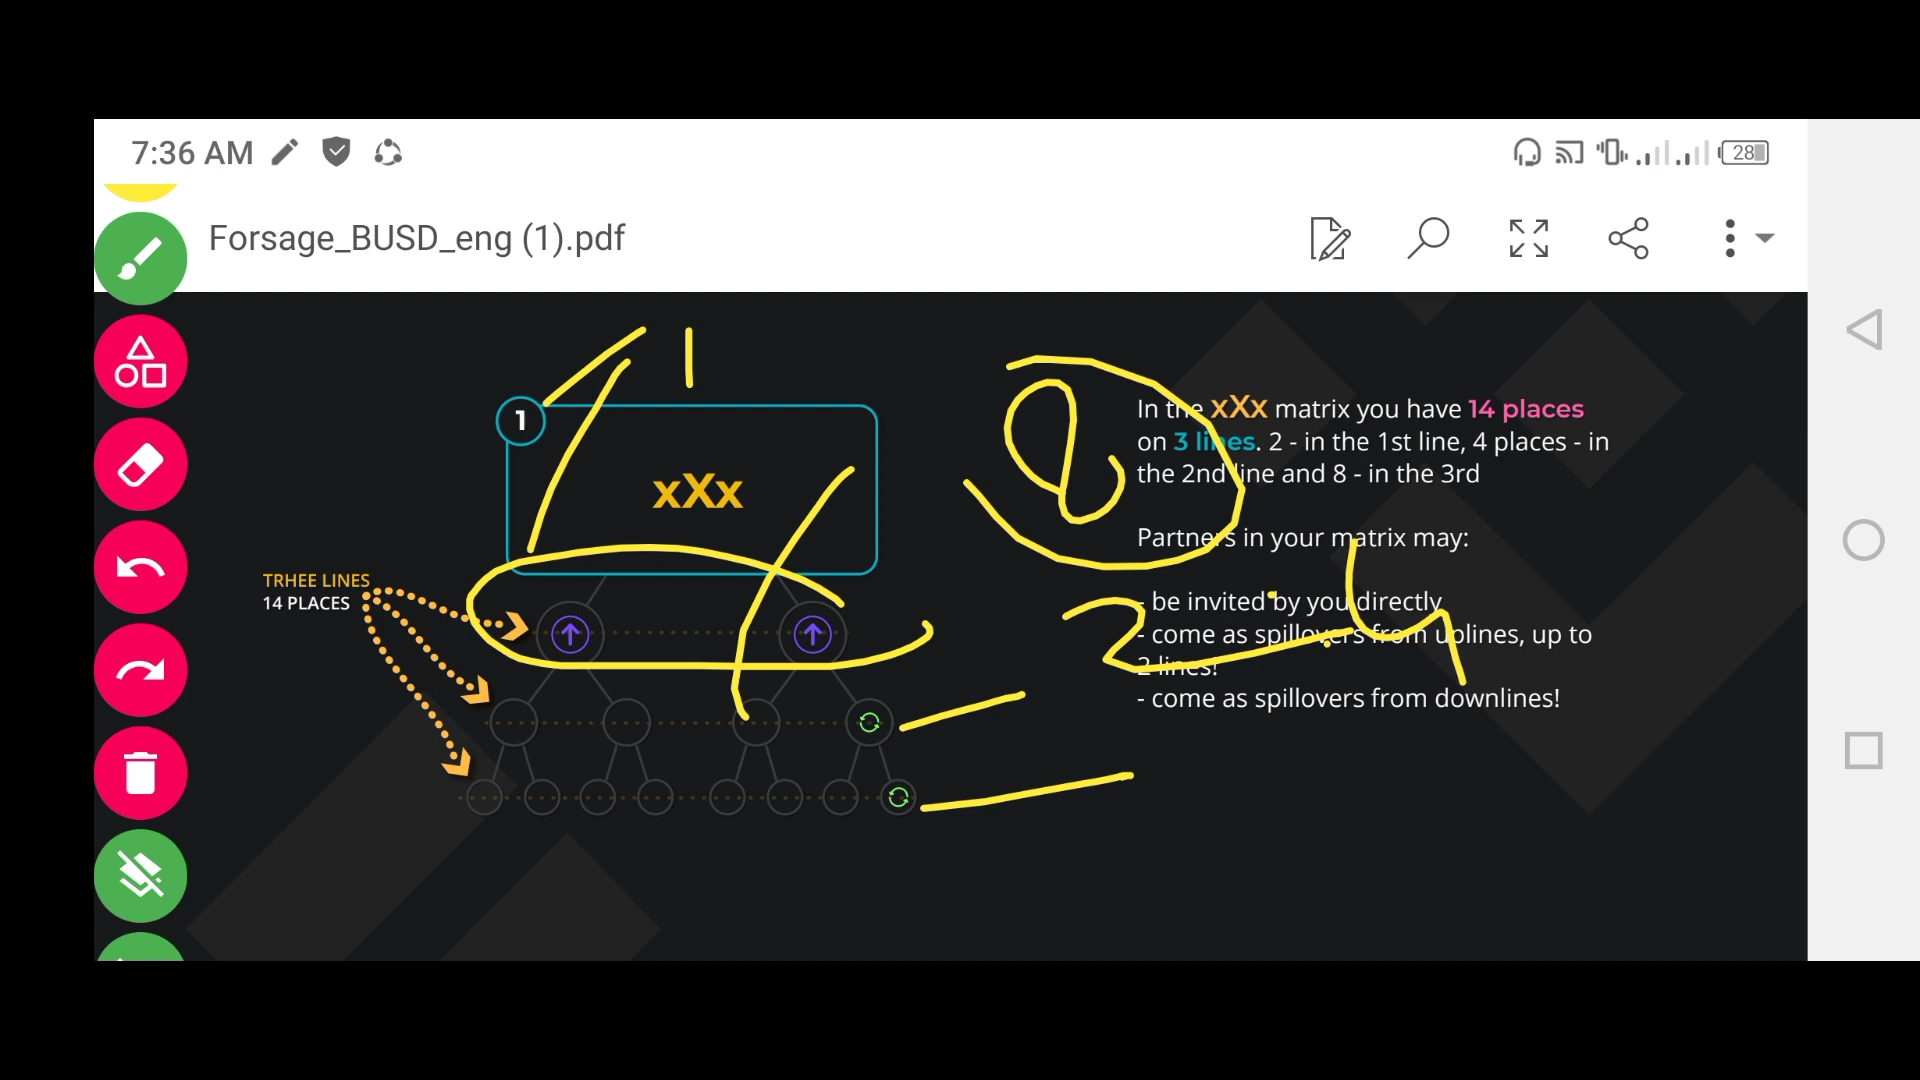 7:36 AM
28
Forsage_BUSD_eng (1).pdf
1
1
xXx
TRHEE LINES
14 PLACES
2
In the xXx matrix you have 14 places
on 3 lines. 2 - in the 1st line, 4 places - in
the 2nd line and 8 - in the 3rd
Partners in your matrix may:
- be invited by you directly
- come as spillovers from uplines, up to
2 lines!
- come as spillovers from downlines!